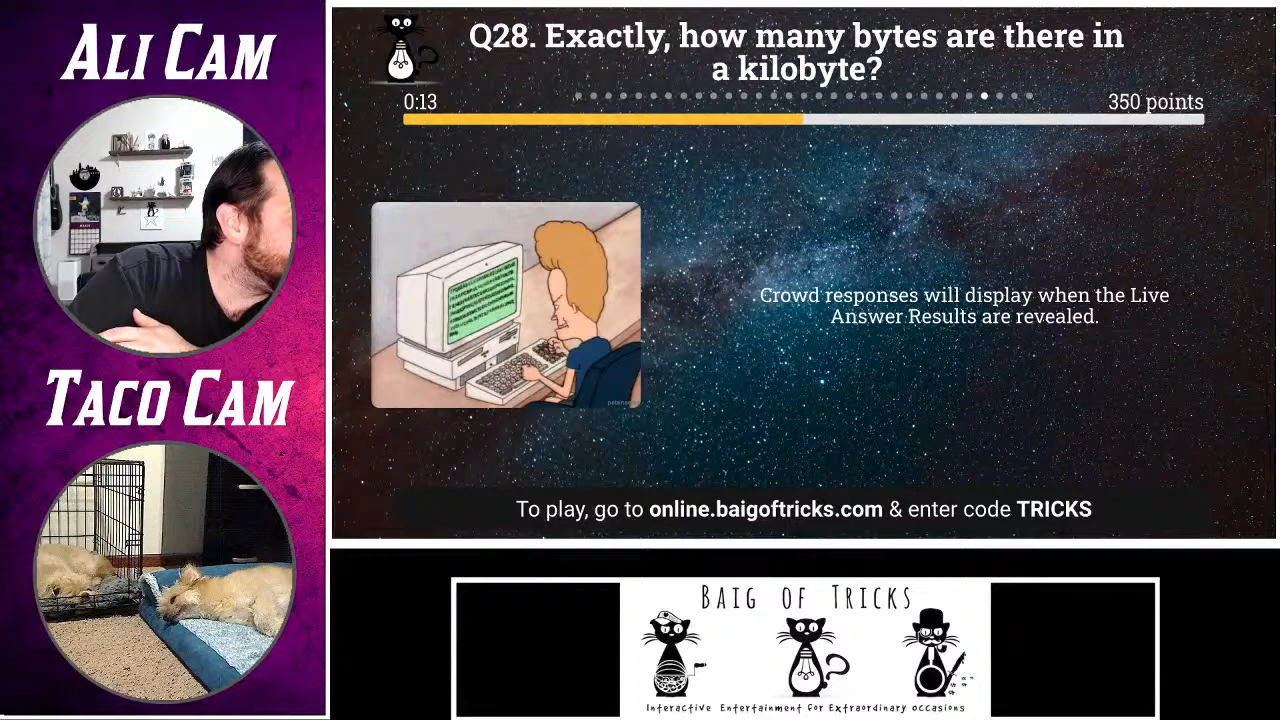 ALI CAM
Q28. Exactly, how many bytes are there in
a kilobyte?
0:13
350 points
Crowd responses will display when the Live
Answer Results are revealed.
TACO CAM
To play, go to online.baigoftricks.com & enter code TRICKS
BAIG OF TRICKS
Interactive Entertainment for Extraordinary occasions